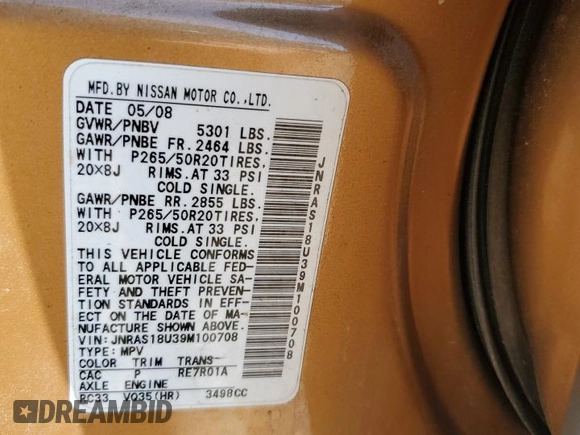 MFD.BY NISSAN MOTOR CO.,LTD.
DATE 05/08
GVWR/PNBV 5301 LBS.
GAWR/PNBE FR. 2464 LBS.
WITH P265/50R20TIRES,
20X8J RIMS.AT 33 PSI
COLD SINGLE.
GAWR/PNBE RR. 2855 LBS.
WITH P265/50R20TIRES,
20X8J RIMS.AT 33 PSI
COLD SINGLE.
THIS VEHICLE CONFORMS
TO ALL APPLICABLE FED-
ERAL MOTOR VEHICLE SA-
FETY AND THEFT PREVEN-
TION STANDARDS IN EFF-
ECT ON THE DATE OF MA-
NUFACTURE SHOWN ABOVE.
VIN: JNRAS18U39M100708
TYPE: MPV
COLOR TRIM TRANS
CAC P RE7R01A
AXLE ENGINE
RC33 VQ35(HR) 3498CC
JNRAS18U39M100708
DREAMBID